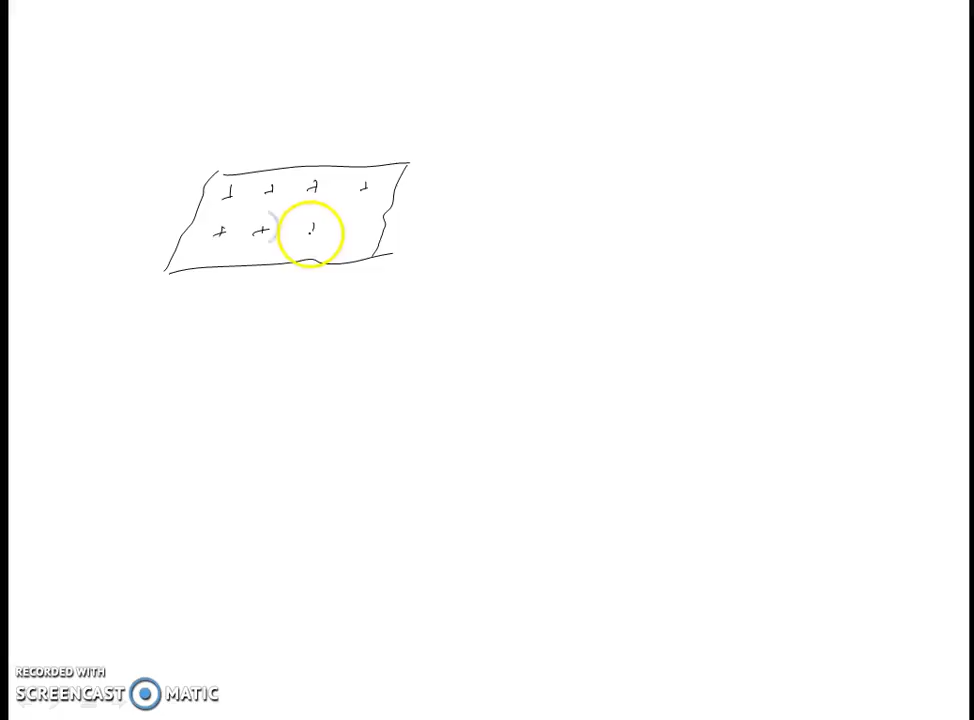 + + + +
+ +
RECORDED WITH
SCREENCAST MATIC